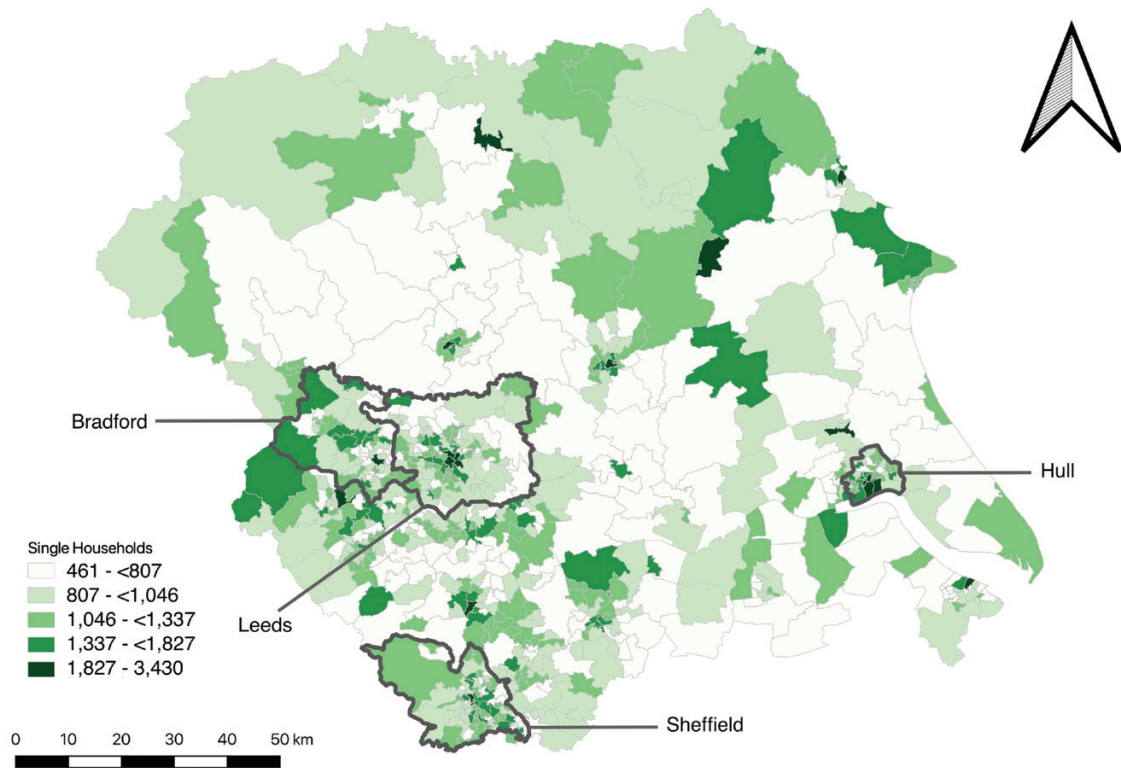 Bradford
Hull
Single Households
461 - <807
807 - <1,046
1,046 - <1,337
1,337 - <1,827
1,827 - 3,430
Leeds
Sheffield
0 10 20 30 40 50 km